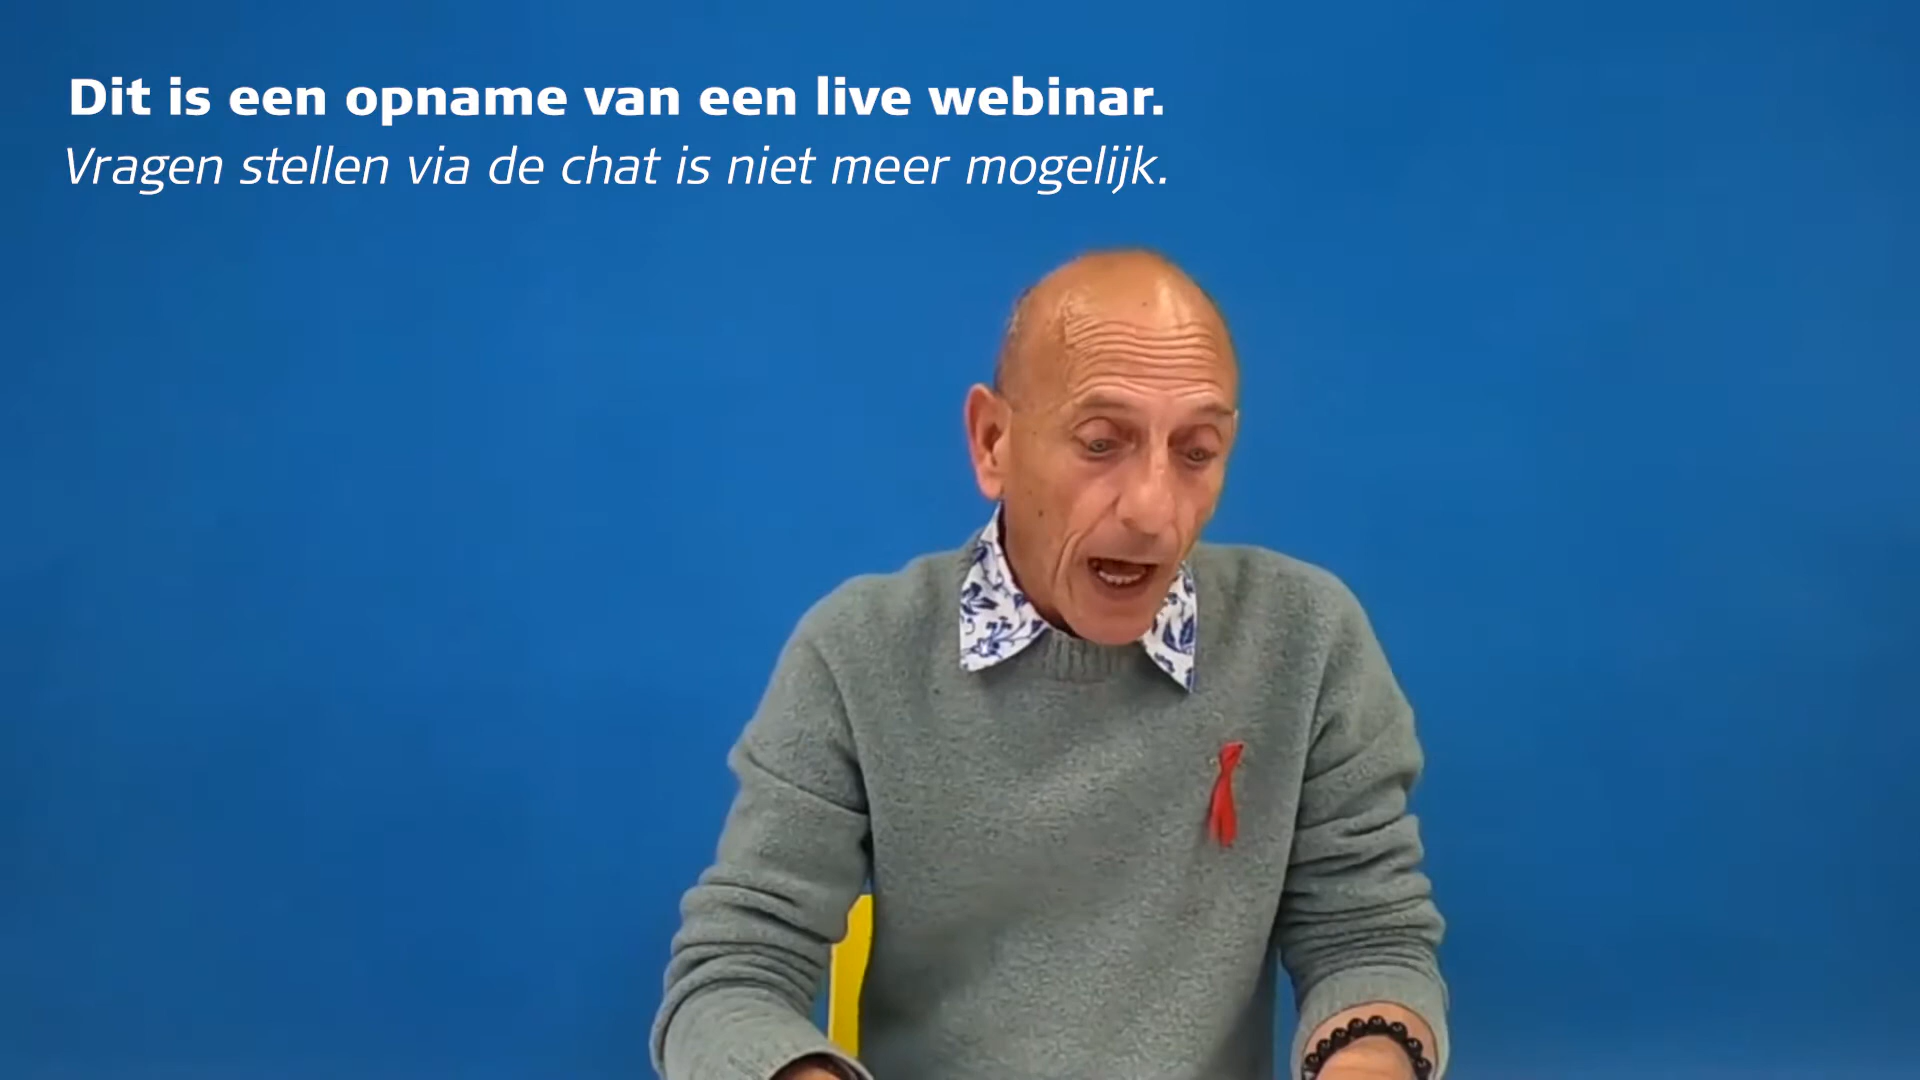 Dit is een opname van een live webinar.
Vragen stellen via de chat is niet meer mogelijk.